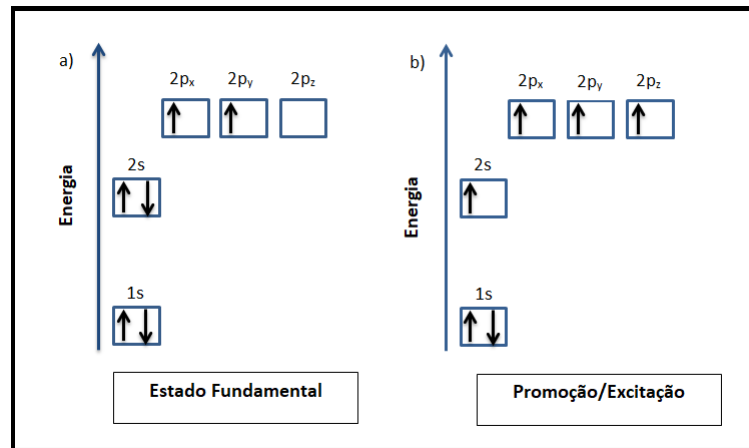 a)
2pₓ 2pᵧ 2p_z
2s
1s
Energia
Estado Fundamental
b)
2pₓ 2pᵧ 2p_z
2s
1s
Energia
Promoção/Excitação